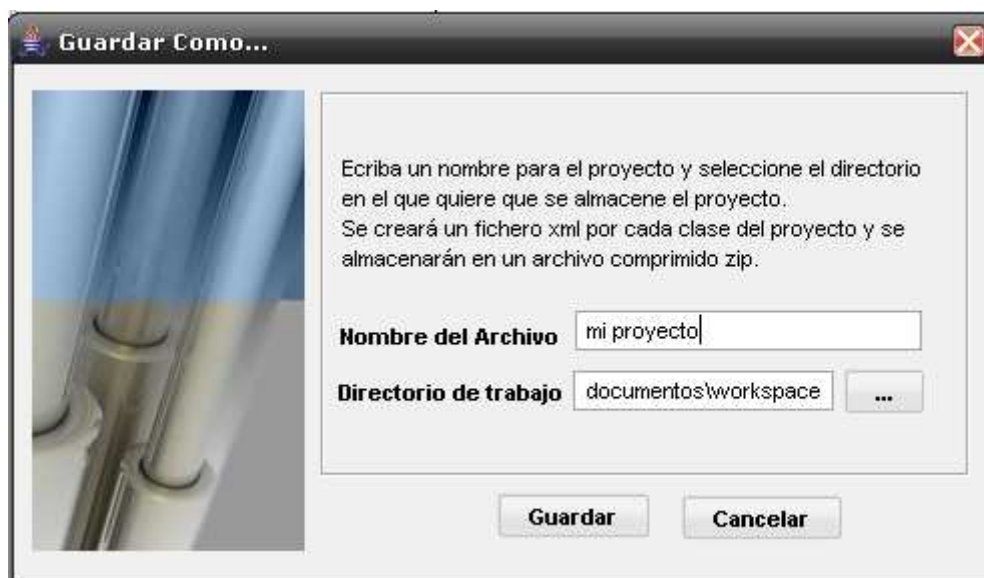 Guardar Como...
Ecriba un nombre para el proyecto y seleccione el directorio
en el que quiere que se almacene el proyecto.
Se creará un fichero xml por cada clase del proyecto y se
almacenarán en un archivo comprimido zip.
Nombre del Archivo mi proyecto
Directorio de trabajo documentos\workspace ...
Guardar Cancelar